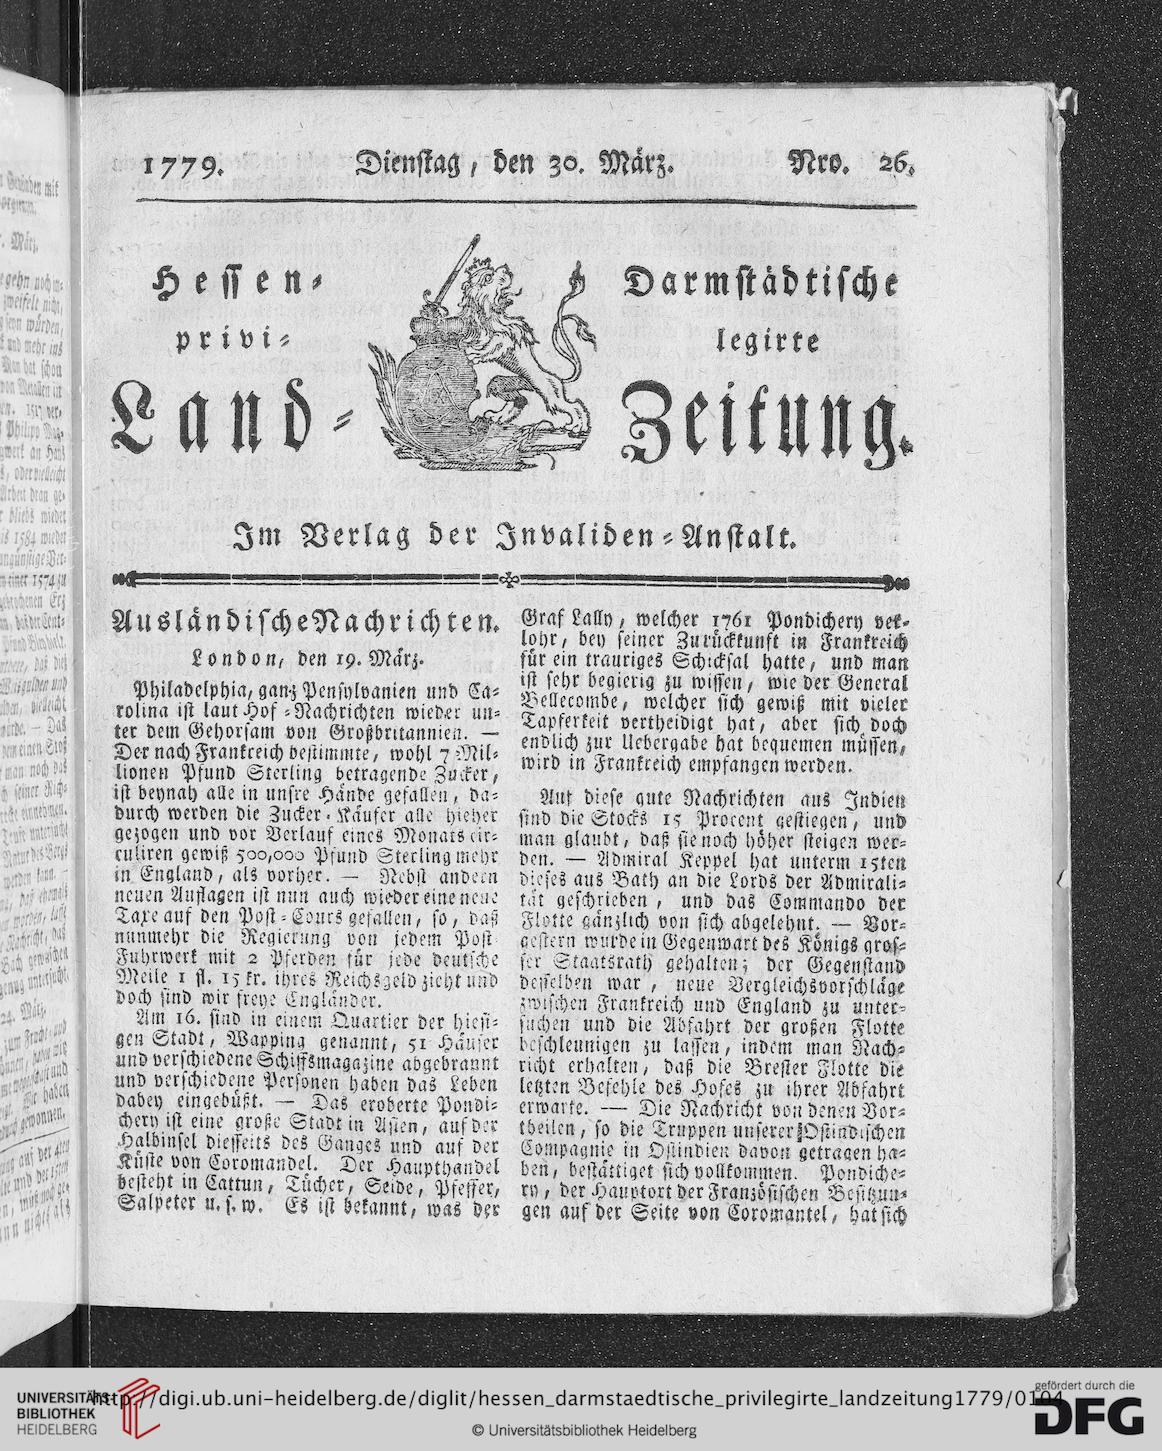 1779. Dienſtag, den 30. März. Nro. 26.
Heſſen- Darmſtädtiſche
privi- legirte
Land- Zeitung.
Im Verlag der Invaliden-Anſtalt.
Ausländiſche Nachrichten.
London, den 19. März.
Philadelphia, ganz Penſylvanien und Ca-
rolina iſt laut Hof-Nachrichten wieder un-
ter dem Gehorſam von Großbritannien. —
Der nach Frankreich beſtimmte, wohl 7 Mil-
lionen Pfund Sterling betragende Zucker,
iſt beynah alle in unſre Hände gefallen, da-
durch werden die Zucker-Käufer alle hieher
gezogen und vor Verlauf eines Monats cir-
culiren gewiß 500,000 Pfund Sterling mehr
in England, als vorher. — Nebſt andern
neuen Auflagen iſt nun auch wieder eine neue
Taxe auf den Poſt-Cours gefallen, ſo, daß
nunmehr die Regierung von jedem Poſt
Fuhrwerk mit 2 Pferden für jede deutſche
Meile 1 fl. 15 kr. ihres Reichsgeld zieht und
doch ſind wir freye Engländer.
Am 16. ſind in einem Quartier der hieſi-
gen Stadt, Wapping genannt, 51 Häuſer
und verſchiedene Schiffsmagazine abgebrannt
und verſchiedene Perſonen haben das Leben
dabey eingebüßt. — Das eroberte Pondi-
chery iſt eine große Stadt in Aſien, auf der
Halbinſel dieſſeits des Ganges und auf der
Küſte von Coromandel. Der Haupthandel
beſteht in Cattun, Tücher, Seide, Pfeffer,
Salpeter u. ſ. w. Es iſt bekannt, was der
Graf Lally, welcher 1761 Pondichery ver-
lohr, bey ſeiner Zurückkunft in Frankreich
für ein trauriges Schickſal hatte, und man
iſt ſehr begierig zu wiſſen, wie der General
Bellecombe, welcher ſich gewiß mit vieler
Tapferkeit vertheidigt hat, aber ſich doch
endlich zur Uebergabe hat bequemen müſſen,
wird in Frankreich empfangen werden.
Auf dieſe gute Nachrichten aus Indien
ſind die Stocks 15 Procent geſtiegen, und
man glaubt, daß ſie noch höher ſteigen wer-
den. — Admiral Keppel hat unterm 15ten
dieſes aus Bath an die Lords der Admirali-
tät geſchrieben, und das Commando der
Flotte gänzlich von ſich abgelehnt. — Vor-
geſtern wurde in Gegenwart des Königs groſ-
ſer Staatsrath gehalten; der Gegenſtand
deſſelben war, neue Vergleichsvorſchläge
zwiſchen Frankreich und England zu unter-
ſuchen und die Abfahrt der großen Flotte
beſchleunigen zu laſſen, indem man Nach-
richt erhalten, daß die Breſter Flotte die
letzten Befehle des Hofes zu ihrer Abfahrt
erwarte. — Die Nachricht von denen Vor-
theilen, ſo die Truppen unſerer Oſtindiſchen
Compagnie in Oſtindien davon getragen ha-
ben, beſtättiget ſich vollkommen. Pondiche-
ry, der Hauptort der Franzöſiſchen Beſitzun-
gen auf der Seite von Coromantel, hat ſich
UNIVERSITÄTS-
BIBLIOTHEK
HEIDELBERG
http://digi.ub.uni-heidelberg.de/diglit/hessen_darmstaedtische_privilegirte_landzeitung1779/0104
© Universitätsbibliothek Heidelberg
gefördert durch die
DFG